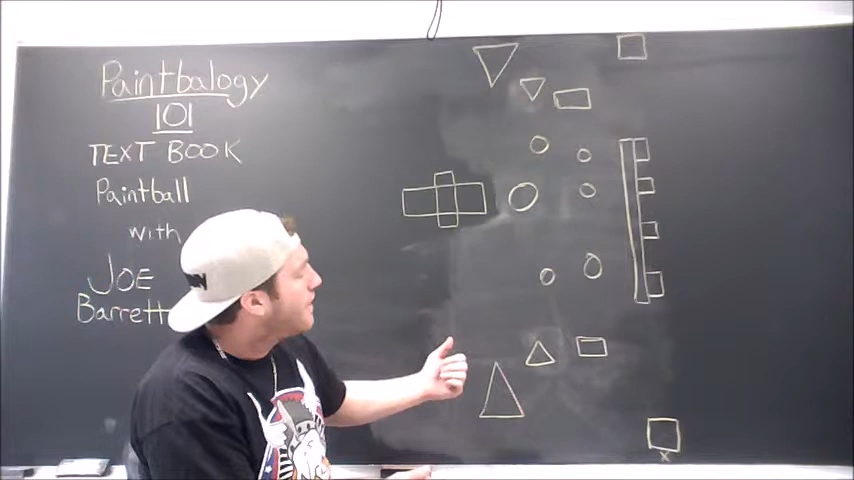 Paintbalogy
101
TEXT BOOK
Paintball
with
JOE
Barrett
x